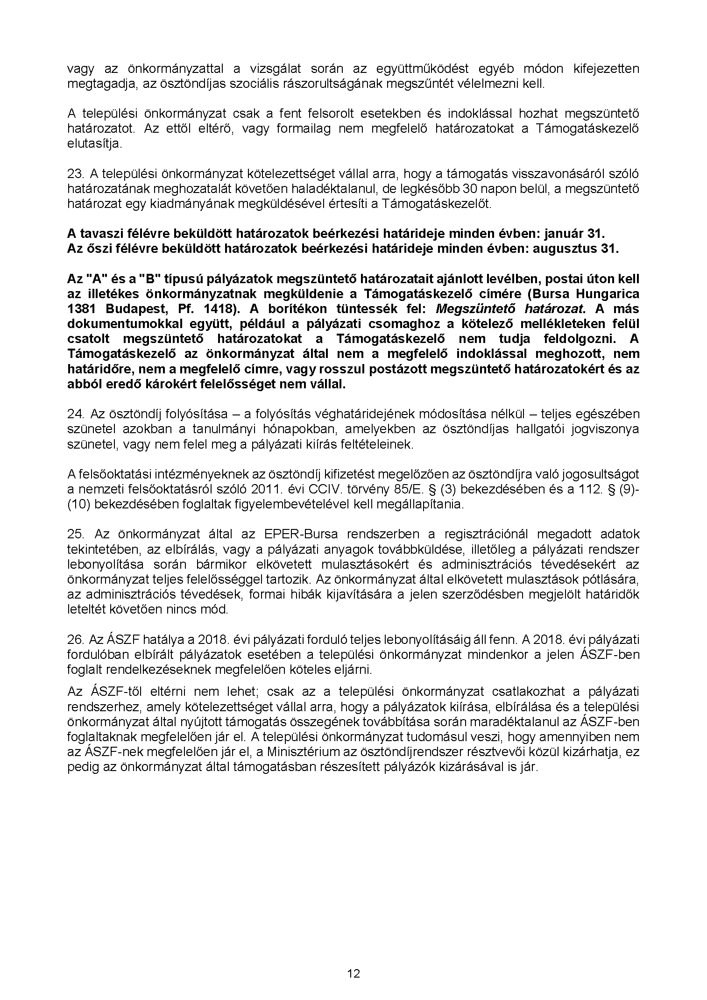 vagy az önkormányzattal a vizsgálat során az együttműködést egyéb módon kifejezetten
megtagadja, az ösztöndíjas szociális rászorultságának megszűntét vélelmezni kell.
A települési önkormányzat csak a fent felsorolt esetekben és indoklással hozhat megszüntető
határozatot. Az ettől eltérő, vagy formailag nem megfelelő határozatokat a Támogatáskezelő
elutasítja.
23. A települési önkormányzat kötelezettséget vállal arra, hogy a támogatás visszavonásáról szóló
határozatának meghozatalát követően haladéktalanul, de legkésőbb 30 napon belül, a megszüntető
határozat egy kiadmányának megküldésével értesíti a Támogatáskezelőt.
A tavaszi félévre beküldött határozatok beérkezési határideje minden évben: január 31.
Az őszi félévre beküldött határozatok beérkezési határideje minden évben: augusztus 31.
Az "A" és a "B" típusú pályázatok megszüntető határozatait ajánlott levélben, postai úton kell
az illetékes önkormányzatnak megküldenie a Támogatáskezelő címére (Bursa Hungarica
1381 Budapest, Pf. 1418). A borítékon tüntessék fel: Megszüntető határozat. A más
dokumentumokkal együtt, például a pályázati csomaghoz a kötelező mellékleteken felül
csatolt megszüntető határozatokat a Támogatáskezelő nem tudja feldolgozni. A
Támogatáskezelő az önkormányzat által nem a megfelelő indoklással meghozott, nem
határidőre, nem a megfelelő címre, vagy rosszul postázott megszüntető határozatokért és az
abból eredő károkért felelősséget nem vállal.
24. Az ösztöndíj folyósítása – a folyósítás véghatáridejének módosítása nélkül – teljes egészében
szünetel azokban a tanulmányi hónapokban, amelyekben az ösztöndíjas hallgatói jogviszonya
szünetel, vagy nem felel meg a pályázati kiírás feltételeinek.
A felsőoktatási intézményeknek az ösztöndíj kifizetést megelőzően az ösztöndíjra való jogosultságot
a nemzeti felsőoktatásról szóló 2011. évi CCIV. törvény 85/E. § (3) bekezdésében és a 112. § (9)-
(10) bekezdésében foglaltak figyelembevételével kell megállapítania.
25. Az önkormányzat által az EPER-Bursa rendszerben a regisztrációnál megadott adatok
tekintetében, az elbírálás, vagy a pályázati anyagok továbbküldése, illetőleg a pályázati rendszer
lebonyolítása során bármikor elkövetett mulasztásokért és adminisztrációs tévedésekért az
önkormányzat teljes felelősséggel tartozik. Az önkormányzat által elkövetett mulasztások pótlására,
az adminisztrációs tévedések, formai hibák kijavítására a jelen szerződésben megjelölt határidők
leteltét követően nincs mód.
26. Az ÁSZF hatálya a 2018. évi pályázati forduló teljes lebonyolításáig áll fenn. A 2018. évi pályázati
fordulóban elbírált pályázatok esetében a települési önkormányzat mindenkor a jelen ÁSZF-ben
foglalt rendelkezéseknek megfelelően köteles eljárni.
Az ÁSZF-től eltérni nem lehet; csak az a települési önkormányzat csatlakozhat a pályázati
rendszerhez, amely kötelezettséget vállal arra, hogy a pályázatok kiírása, elbírálása és a települési
önkormányzat által nyújtott támogatás összegének továbbítása során maradéktalanul az ÁSZF-ben
foglaltaknak megfelelően jár el. A települési önkormányzat tudomásul veszi, hogy amennyiben nem
az ÁSZF-nek megfelelően jár el, a Minisztérium az ösztöndíjrendszer résztvevői közül kizárhatja, ez
pedig az önkormányzat által támogatásban részesített pályázók kizárásával is jár.
12